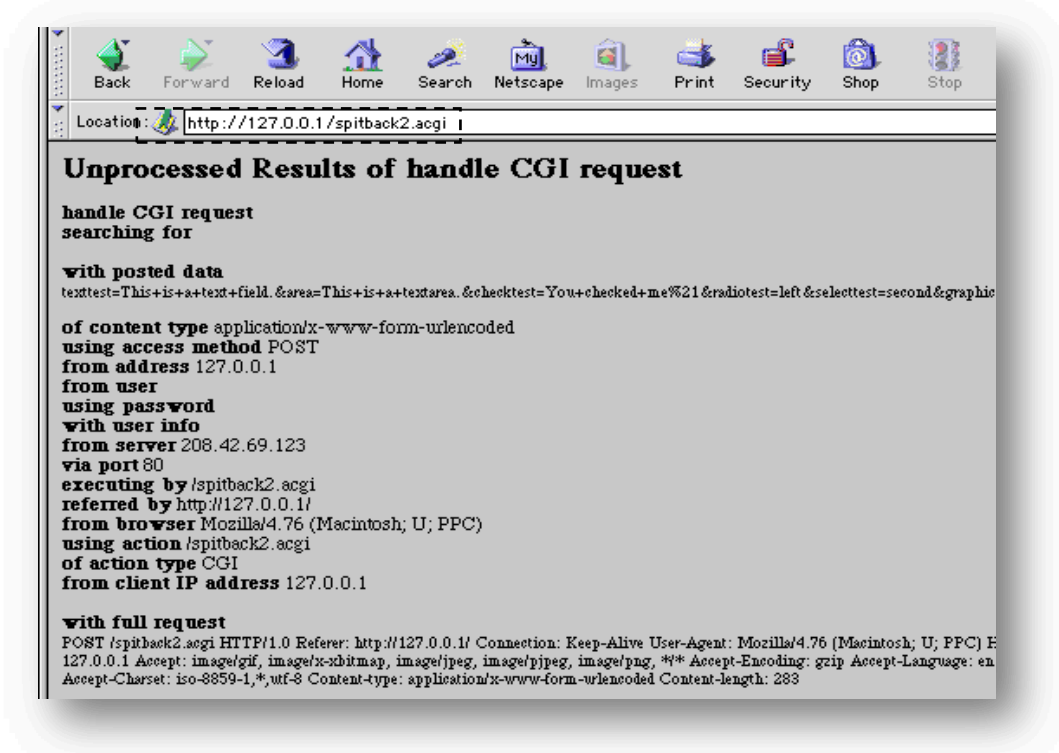 Back Forward Reload Home Search My Netscape Images Print Security Shop Stop
Location: http://127.0.0.1/spitback2.acgi
Unprocessed Results of handle CGI request
handle CGI request
searching for
with posted data
texttest=This+is+a+text+field.&area=This+is+a+textarea.&checktest=You+checked+me%21&radiotest=left&selecttest=second&graphic
of content type application/x-www-form-urlencoded
using access method POST
from address 127.0.0.1
from user
using password
with user info
from server 208.42.69.123
via port 80
executing by /spitback2.acgi
referred by http://127.0.0.1/
from browser Mozilla/4.76 (Macintosh; U; PPC)
using action /spitback2.acgi
of action type CGI
from client IP address 127.0.0.1
with full request
POST /spitback2.acgi HTTP/1.0 Referer: http://127.0.0.1/ Connection: Keep-Alive User-Agent: Mozilla/4.76 (Macintosh; U; PPC) H
127.0.0.1 Accept: image/gif, image/x-xbitmap, image/jpeg, image/pjpeg, image/png, */* Accept-Encoding: gzip Accept-Language: en
Accept-Charset: iso-8859-1,*,utf-8 Content-type: application/x-www-form-urlencoded Content-length: 283